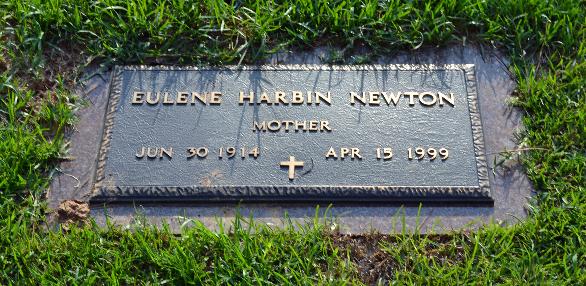 EULENE HARBIN NEWTON
MOTHER
JUN 30 1914 APR 15 1999